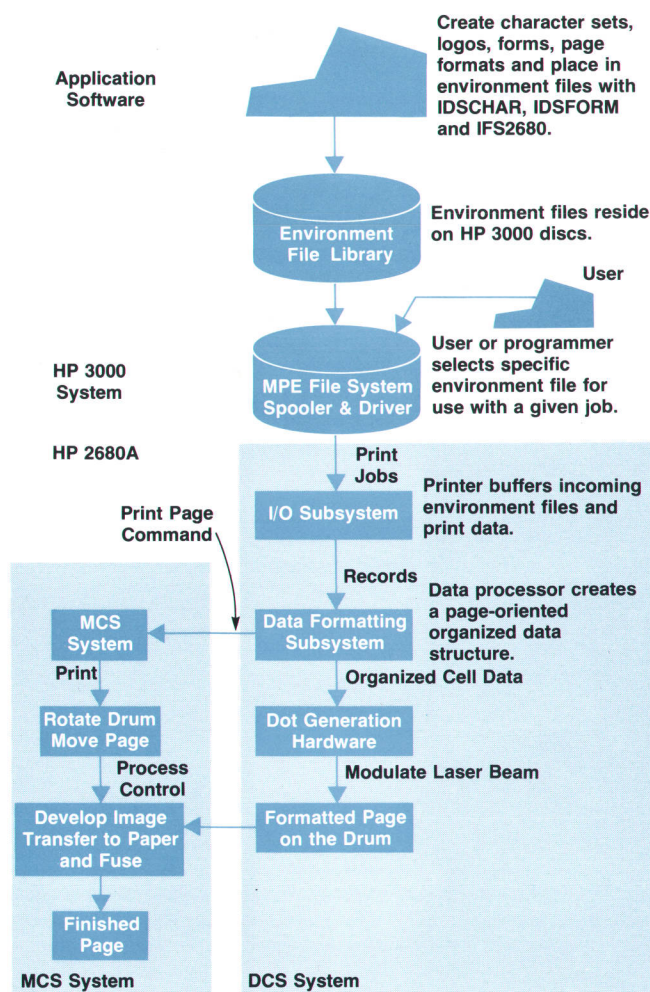 Application
Software
Create character sets,
logos, forms, page
formats and place in
environment files with
IDSCHAR, IDSFORM
and IFS2680.
Environment
File Library
Environment files reside
on HP 3000 discs.
User
HP 3000
System
MPE File System
Spooler & Driver
User or programmer
selects specific
environment file for
use with a given job.
HP 2680A
Print
Jobs
I/O Subsystem
Printer buffers incoming
environment files and
print data.
Print Page
Command
Records
MCS
System
Data Formatting
Subsystem
Data processor creates
a page-oriented
organized data
structure.
Print
Organized Cell Data
Rotate Drum
Move Page
Dot Generation
Hardware
Process
Control
Modulate Laser Beam
Develop Image
Transfer to Paper
and Fuse
Formatted Page
on the Drum
Finished
Page
MCS System
DCS System